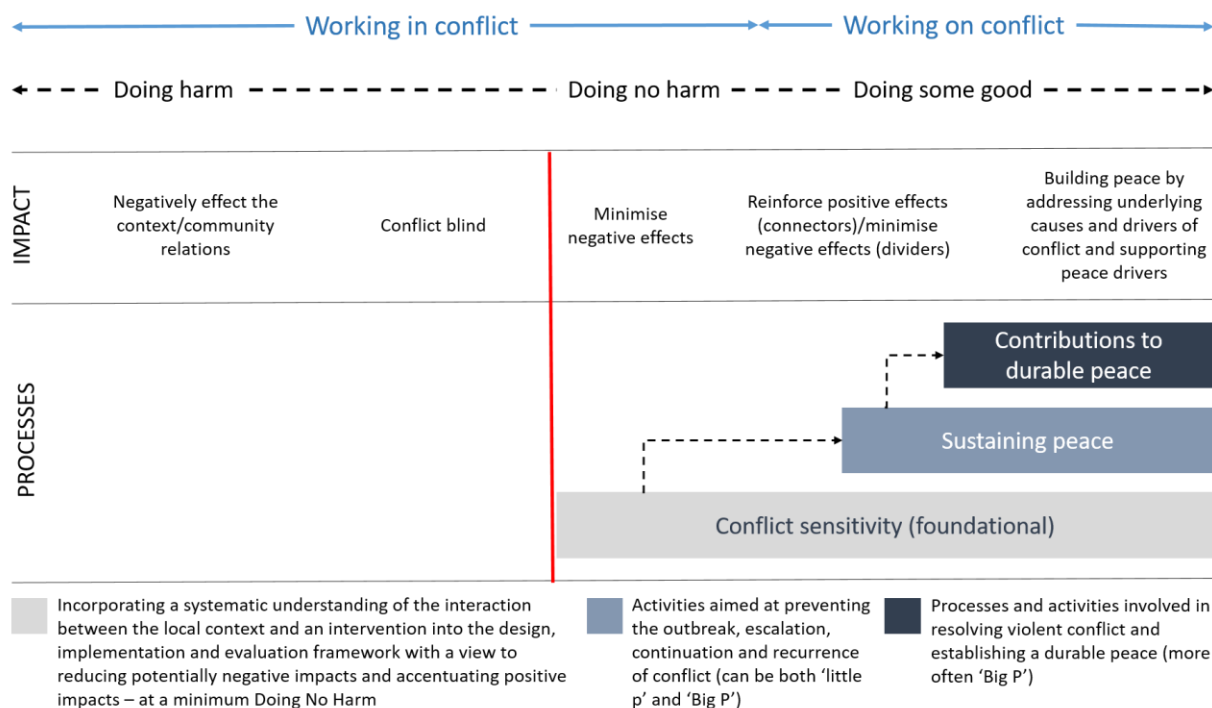 Working in conflict
Working on conflict
Doing harm
Doing no harm
Doing some good
IMPACT
Negatively effect the
context/community
relations
Conflict blind
Minimise
negative effects
Reinforce positive effects
(connectors)/minimise
negative effects (dividers)
Building peace by
addressing underlying
causes and drivers of
conflict and supporting
peace drivers
PROCESSES
Contributions to
durable peace
Sustaining peace
Conflict sensitivity (foundational)
Incorporating a systematic understanding of the interaction
between the local context and an intervention into the design,
implementation and evaluation framework with a view to
reducing potentially negative impacts and accentuating positive
impacts – at a minimum Doing No Harm
Activities aimed at preventing
the outbreak, escalation,
continuation and recurrence
of conflict (can be both ‘little
p’ and ‘Big P’)
Processes and activities involved in
resolving violent conflict and
establishing a durable peace (more
often ‘Big P’)